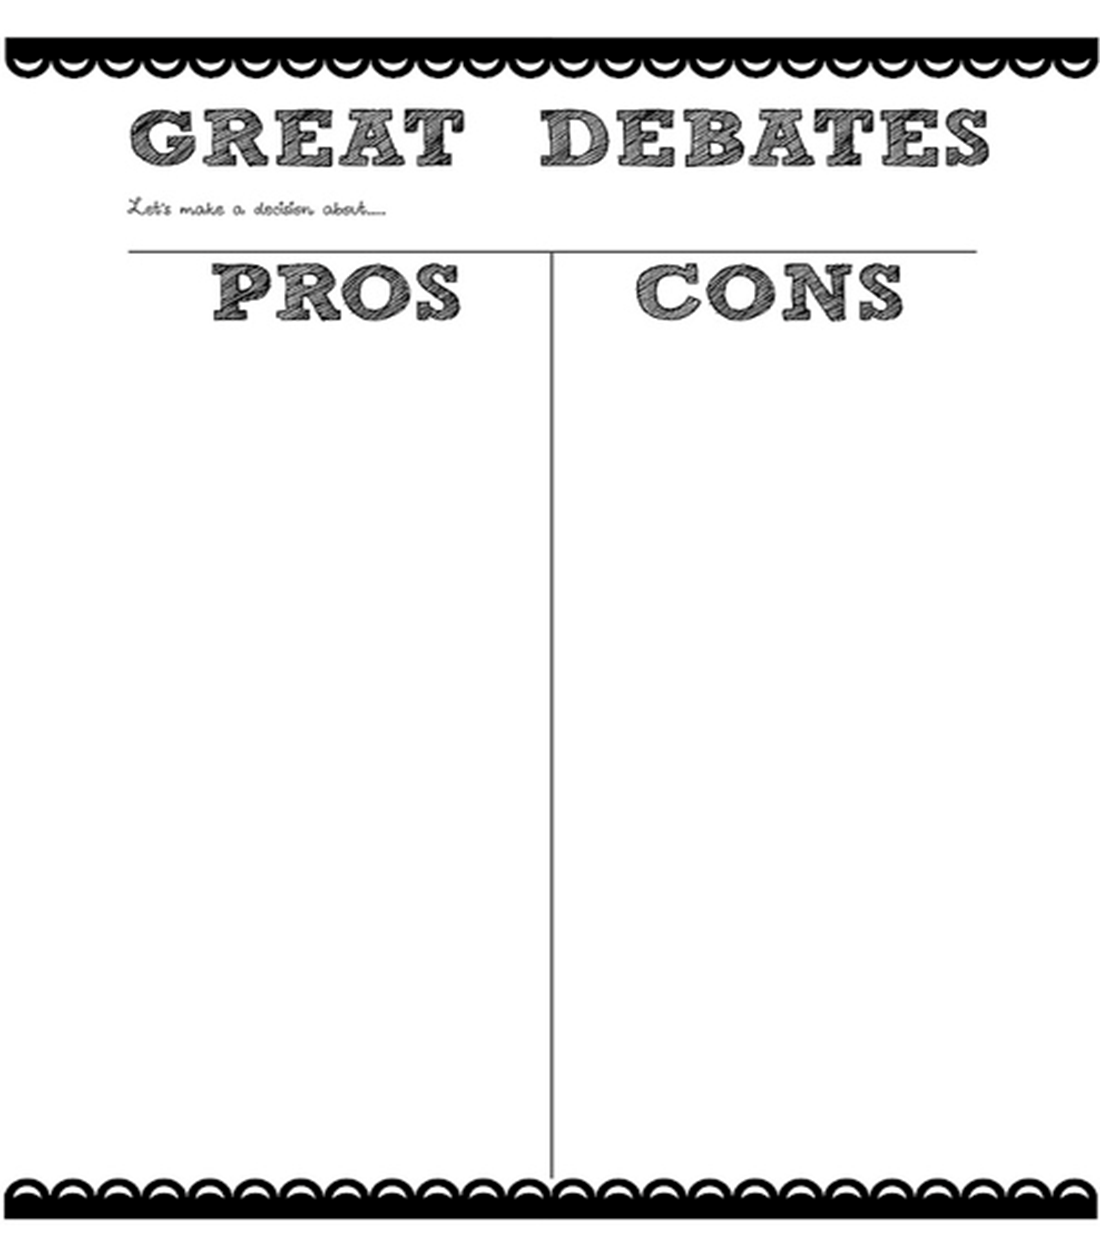 GREAT DEBATES
Let's make a decision about.....
PROS CONS